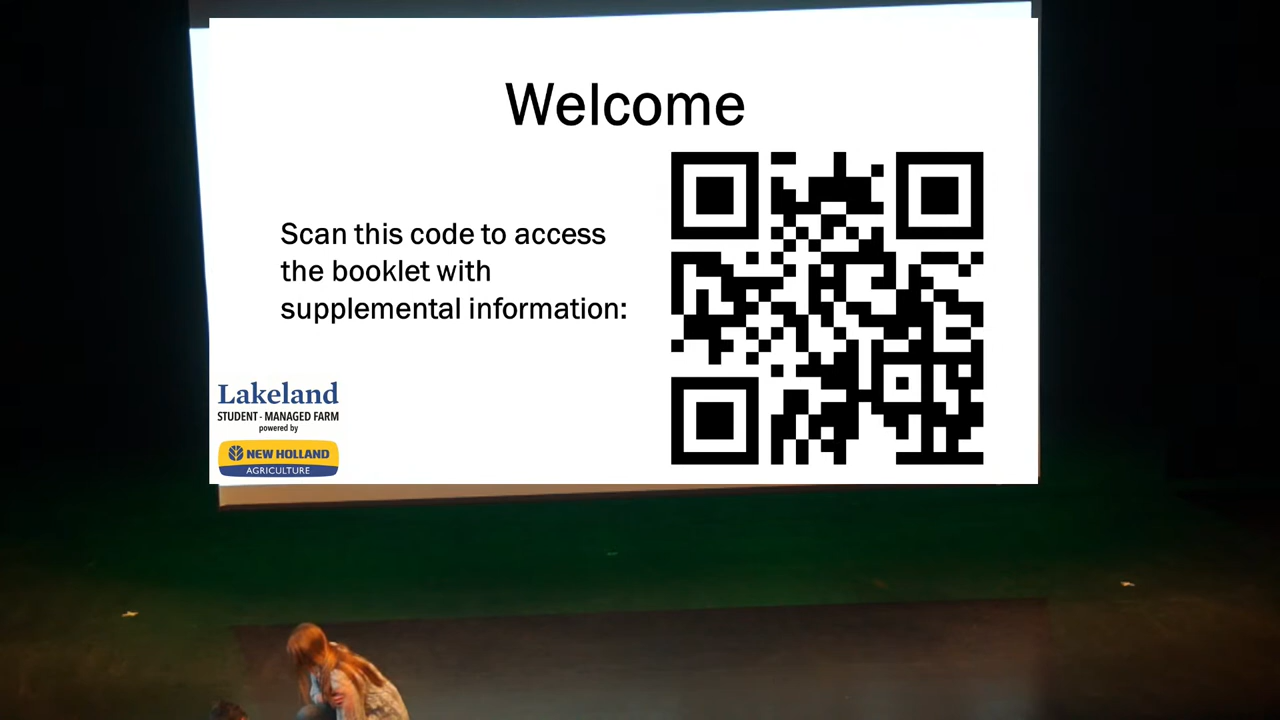 Welcome
Scan this code to access
the booklet with
supplemental information:
Lakeland
STUDENT - MANAGED FARM
powered by
NEW HOLLAND
AGRICULTURE